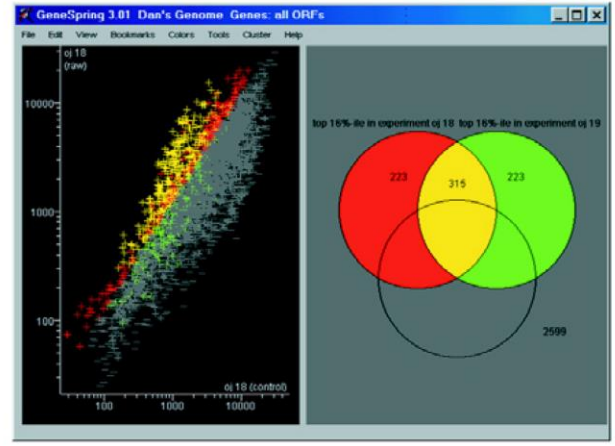 GeneSpring 3.01 Dan's Genome Genes: all ORFs
File Edit View Bookmarks Colors Tools Cluster Help
oj 18
(raw)
10000
1000
100
oj 18 (control)
100 1000 10000
top 16%-ile in experiment oj 18 top 16%-ile in experiment oj 19
223 315 223
2599